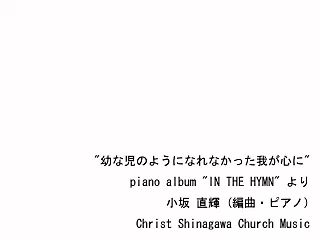 "幼な児のようになれなかった我が心に"
piano album "IN THE HYMN" より
小坂 直輝 (編曲・ピアノ)
Christ Shinagawa Church Music